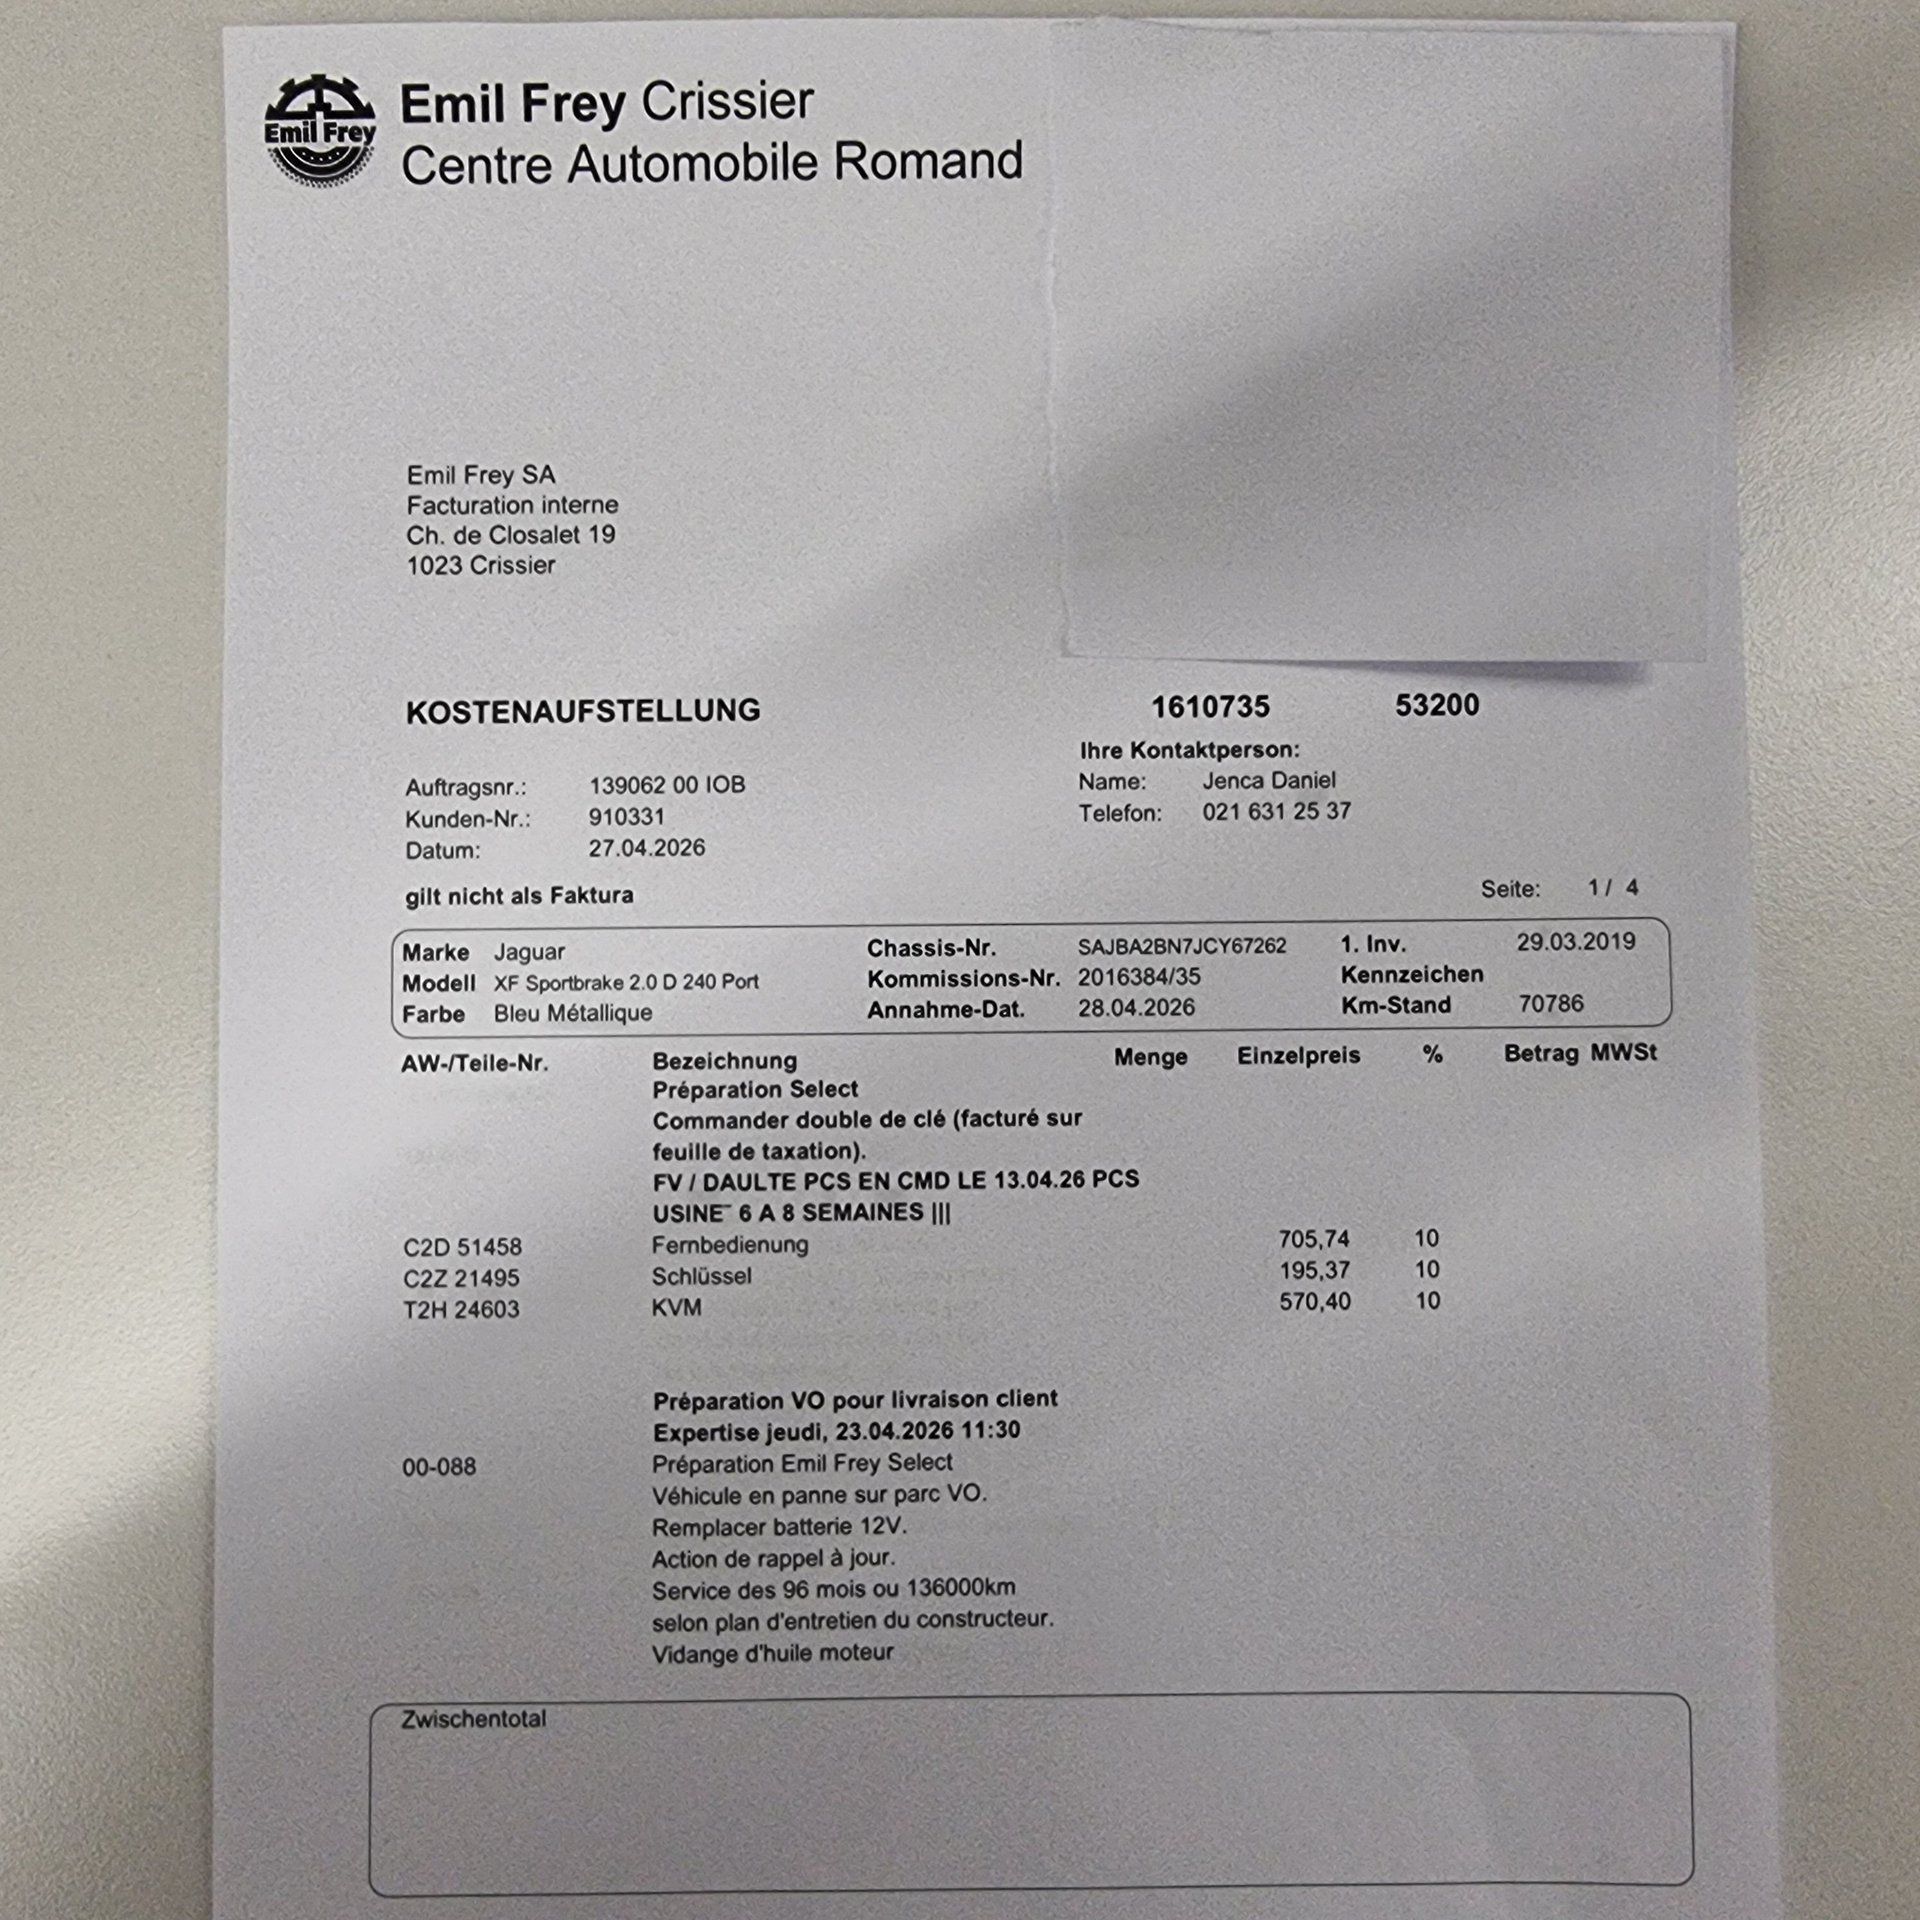 Emil Frey
Emil Frey Crissier
Centre Automobile Romand
Emil Frey SA
Facturation interne
Ch. de Closalet 19
1023 Crissier
KOSTENAUFSTELLUNG 1610735 53200
Ihre Kontaktperson:
Auftragsnr.: 139062 00 IOB Name: Jenca Daniel
Kunden-Nr.: 910331 Telefon: 021 631 25 37
Datum: 27.04.2026
gilt nicht als Faktura Seite: 1 / 4
Marke Jaguar Chassis-Nr. SAJBA2BN7JCY67262 1. Inv. 29.03.2019
Modell XF Sportbrake 2.0 D 240 Port Kommissions-Nr. 2016384/35 Kennzeichen
Farbe Bleu Métallique Annahme-Dat. 28.04.2026 Km-Stand 70786
AW-/Teile-Nr. Bezeichnung Menge Einzelpreis % Betrag MWSt
Préparation Select
Commander double de clé (facturé sur
feuille de taxation).
FV / DAULTE PCS EN CMD LE 13.04.26 PCS
USINE¯ 6 A 8 SEMAINES |||
C2D 51458 Fernbedienung 705,74 10
C2Z 21495 Schlüssel 195,37 10
T2H 24603 KVM 570,40 10
Préparation VO pour livraison client
Expertise jeudi, 23.04.2026 11:30
00-088 Préparation Emil Frey Select
Véhicule en panne sur parc VO.
Remplacer batterie 12V.
Action de rappel à jour.
Service des 96 mois ou 136000km
selon plan d'entretien du constructeur.
Vidange d'huile moteur
Zwischentotal